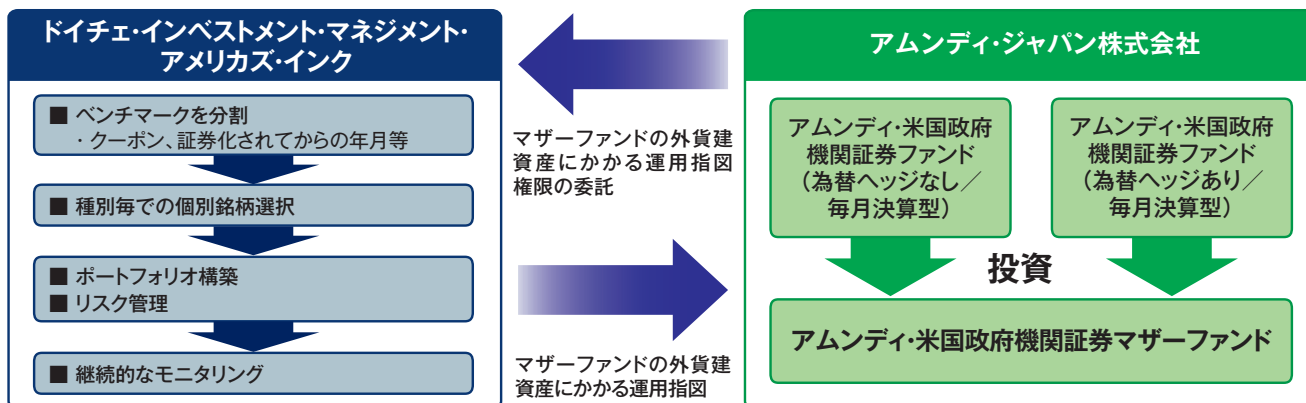 ドイチェ・インベストメント・マネジメント・
アメリカズ・インク
■ ベンチマークを分割
・クーポン、証券化されてからの年月等
■ 種別毎での個別銘柄選択
■ ポートフォリオ構築
■ リスク管理
■ 継続的なモニタリング
マザーファンドの外貨建
資産にかかる運用指図
権限の委託
マザーファンドの外貨建
資産にかかる運用指図
アムンディ・ジャパン株式会社
アムンディ・米国政府
機関証券ファンド
（為替ヘッジなし／
毎月決算型）
アムンディ・米国政府
機関証券ファンド
（為替ヘッジあり／
毎月決算型）
投資
アムンディ・米国政府機関証券マザーファンド